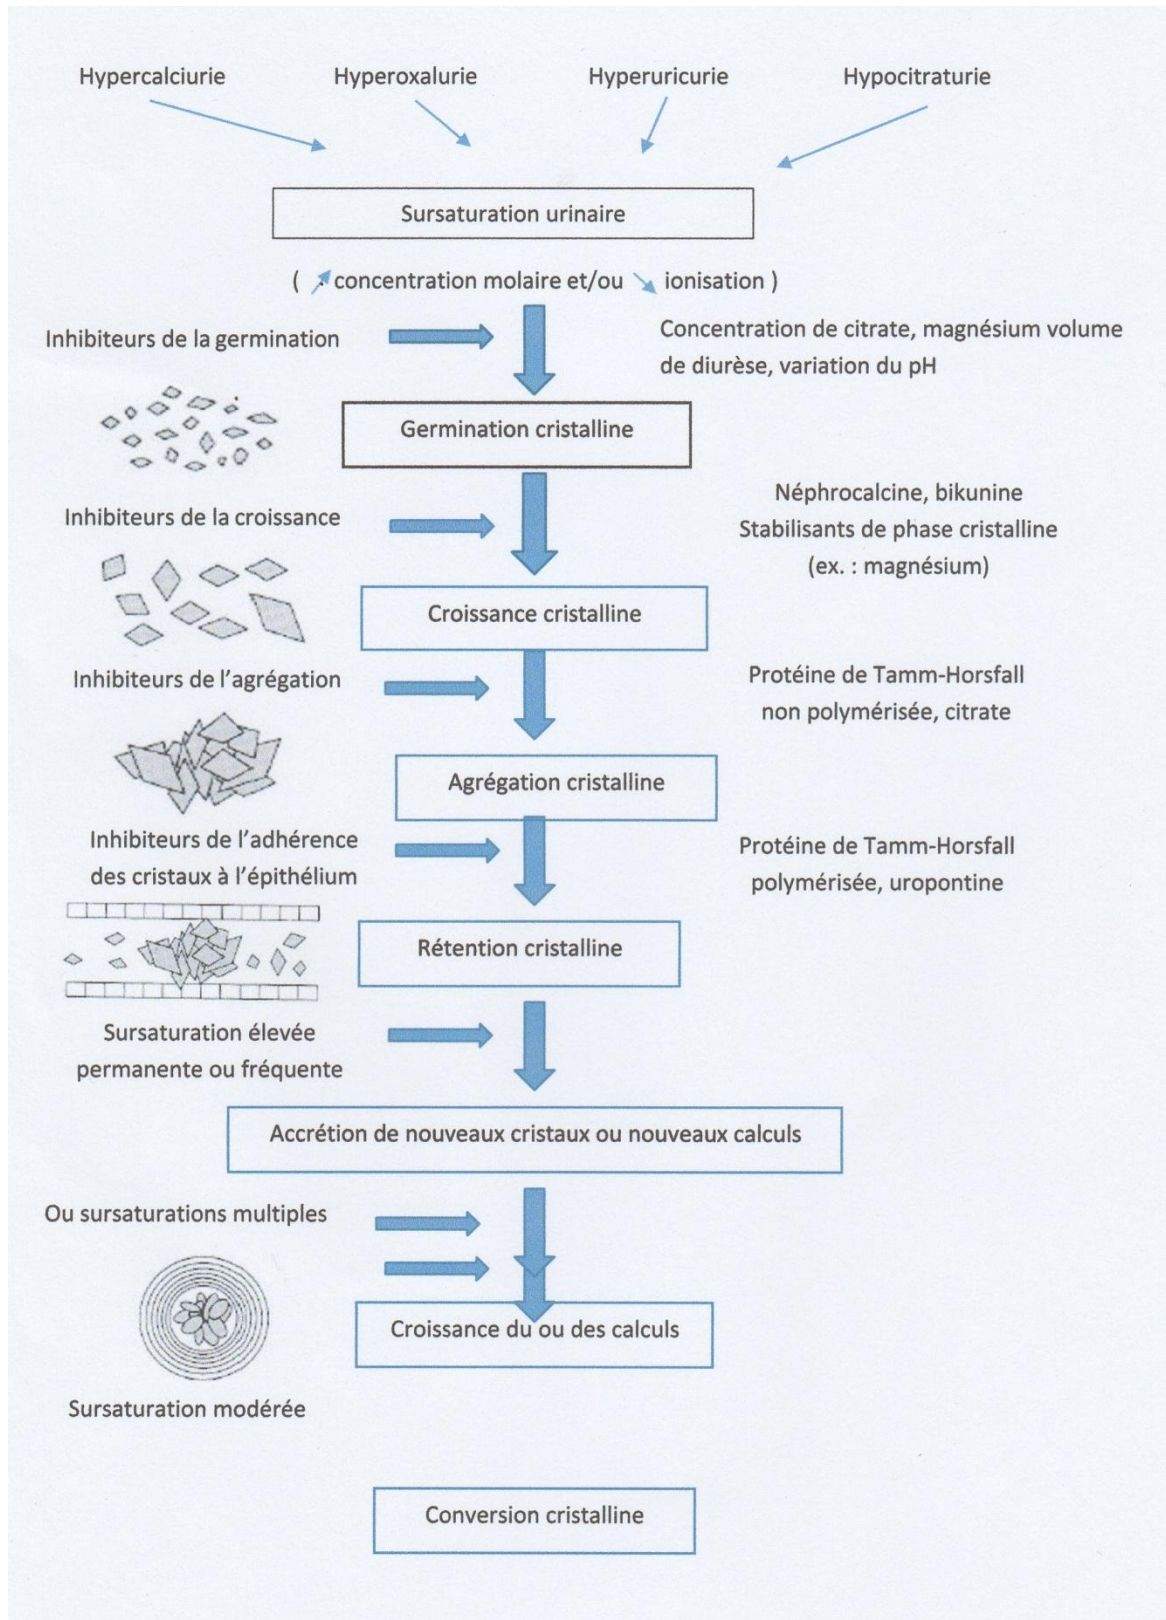 Hypercalciurie Hyperoxalurie Hyperuricurie Hypocitraturie
Sursaturation urinaire
( concentration molaire et/ou ionisation )
Inhibiteurs de la germination
Concentration de citrate, magnésium volume
de diurèse, variation du pH
Germination cristalline
Inhibiteurs de la croissance
Néphrocalcine, bikunine
Stabilisants de phase cristalline
(ex. : magnésium)
Croissance cristalline
Inhibiteurs de l’agrégation
Protéine de Tamm-Horsfall
non polymérisée, citrate
Agrégation cristalline
Inhibiteurs de l’adhérence
des cristaux à l’épithélium
Protéine de Tamm-Horsfall
polymérisée, uropontine
Rétention cristalline
Sursaturation élevée
permanente ou fréquente
Accrétion de nouveaux cristaux ou nouveaux calculs
Ou sursaturations multiples
Croissance du ou des calculs
Sursaturation modérée
Conversion cristalline